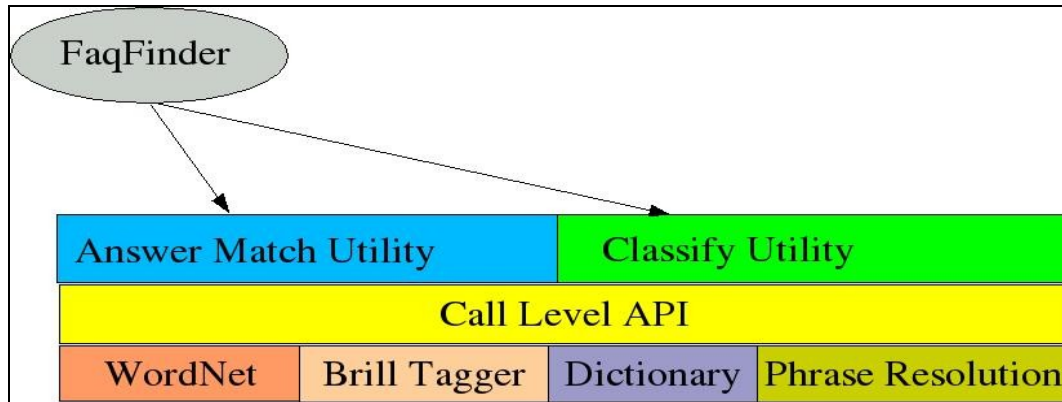 FaqFinder
Answer Match Utility
Classify Utility
Call Level API
WordNet
Brill Tagger
Dictionary
Phrase Resolution